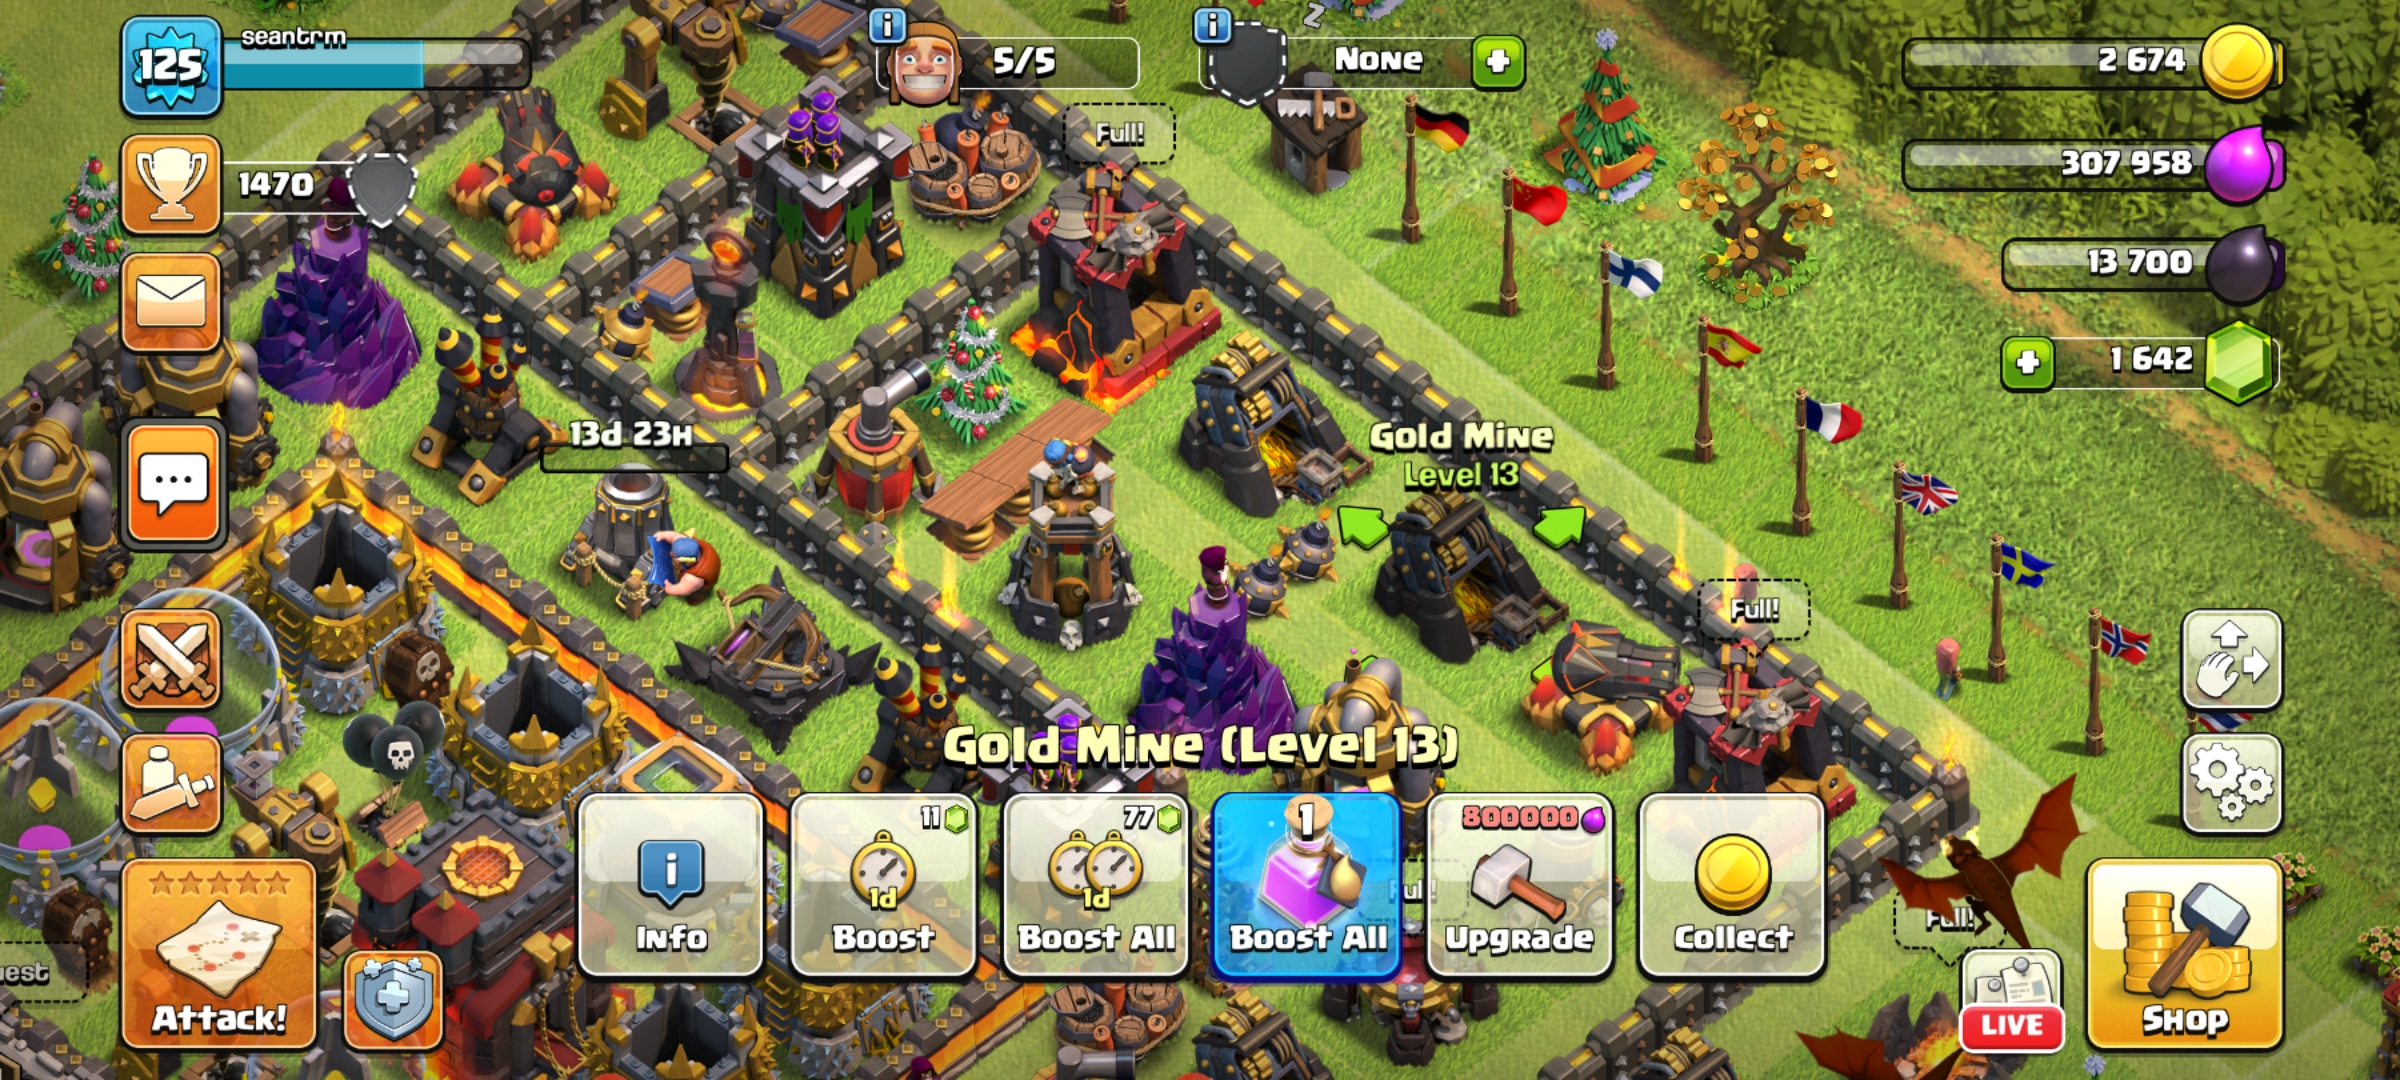 125
seantrm
5/5
None
2 674
1470
Full!
307 958
13 700
1 642
13d 23H
Gold Mine
Level 13
Full!
Gold Mine (Level 13)
11
77
1
800000
1d
1d
Info
Boost
Boost All
Boost All
Upgrade
Collect
Full!
Attack!
LIVE
Shop